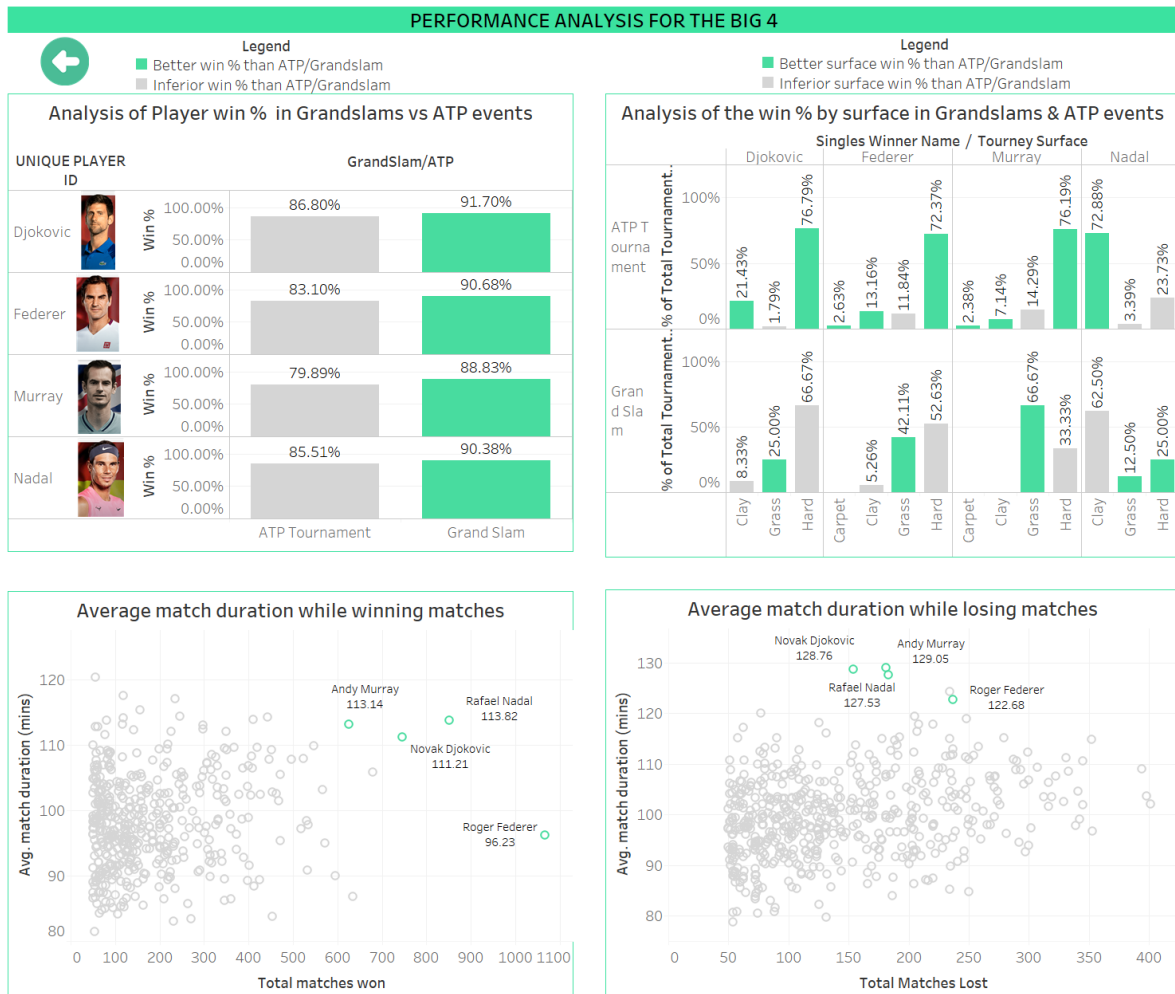 PERFORMANCE ANALYSIS FOR THE BIG 4
Legend
Better win % than ATP/Grandslam
Inferior win % than ATP/Grandslam
Legend
Better surface win % than ATP/Grandslam
Inferior surface win % than ATP/Grandslam
Analysis of Player win % in Grandslams vs ATP events
UNIQUE PLAYER
ID
GrandSlam/ATP
Djokovic
Win %
100.00%
50.00%
0.00%
86.80%
91.70%
Federer
Win %
100.00%
50.00%
0.00%
83.10%
90.68%
Murray
Win %
100.00%
50.00%
0.00%
79.89%
88.83%
Nadal
Win %
100.00%
50.00%
0.00%
85.51%
90.38%
ATP Tournament
Grand Slam
Analysis of the win % by surface in Grandslams & ATP events
Singles Winner Name / Tourney Surface
Djokovic
Federer
Murray
Nadal
ATP T
ourna
ment
% of Total Tournament..
100%
50%
0%
21.43%
1.79%
76.79%
2.63%
13.16%
11.84%
72.37%
2.38%
7.14%
14.29%
76.19%
72.88%
3.39%
23.73%
Gran
d Sla
m
% of Total Tournament..
100%
50%
0%
8.33%
25.00%
66.67%
5.26%
42.11%
52.63%
66.67%
33.33%
62.50%
12.50%
25.00%
Clay
Grass
Hard
Carpet
Clay
Grass
Hard
Carpet
Clay
Grass
Hard
Clay
Grass
Hard
Average match duration while winning matches
Avg. match duration (mins)
120
110
100
90
80
Andy Murray
113.14
Rafael Nadal
113.82
Novak Djokovic
111.21
Roger Federer
96.23
0
100
200
300
400
500
600
700
800
900
1000
1100
Total matches won
Average match duration while losing matches
Avg. match duration (mins)
130
120
110
100
90
80
Novak Djokovic
128.76
Andy Murray
129.05
Rafael Nadal
127.53
Roger Federer
122.68
0
50
100
150
200
250
300
350
400
Total Matches Lost